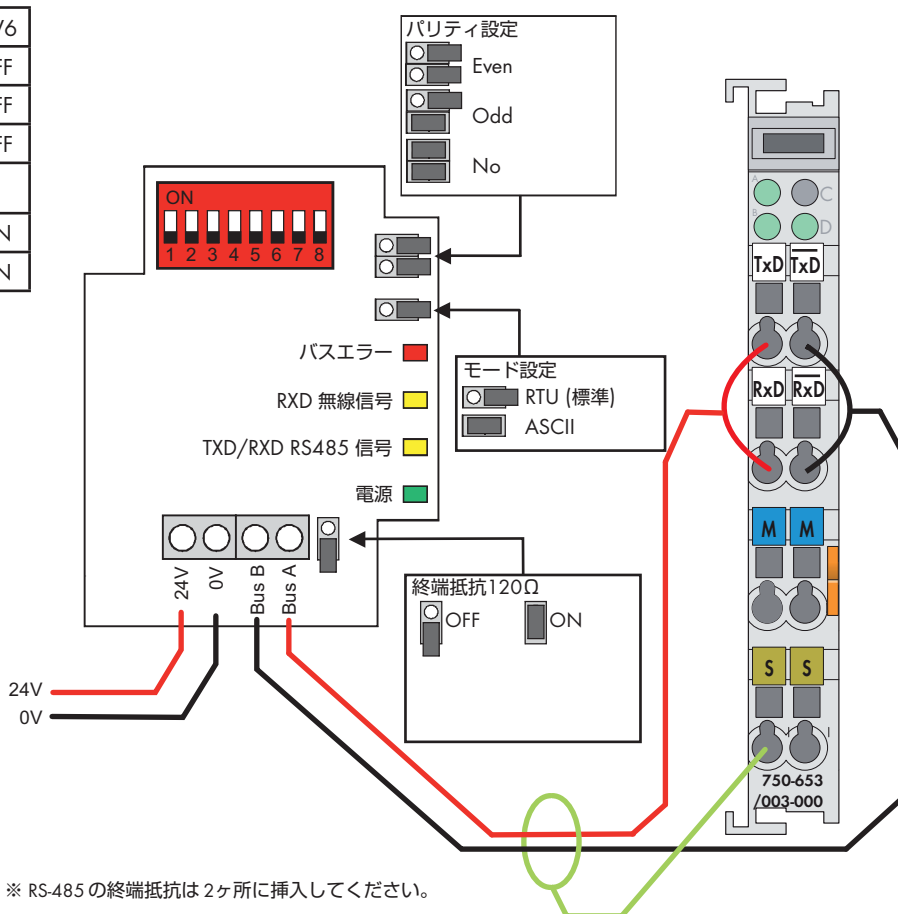 V6
FF
FF
FF
N
N
パリティ設定
Even
Odd
No
ON
1 2 3 4 5 6 7 8
バスエラー
RXD 無線信号
TXD/RXD RS485 信号
電源
モード設定
RTU (標準)
ASCII
24V
0V
Bus B
Bus A
終端抵抗120Ω
OFF
ON
24V
0V
A
C
B
D
TxD TxD
RxD RxD
M M
S S
750-653
/003-000
※ RS-485 の終端抵抗は 2ヶ所に挿入してください。